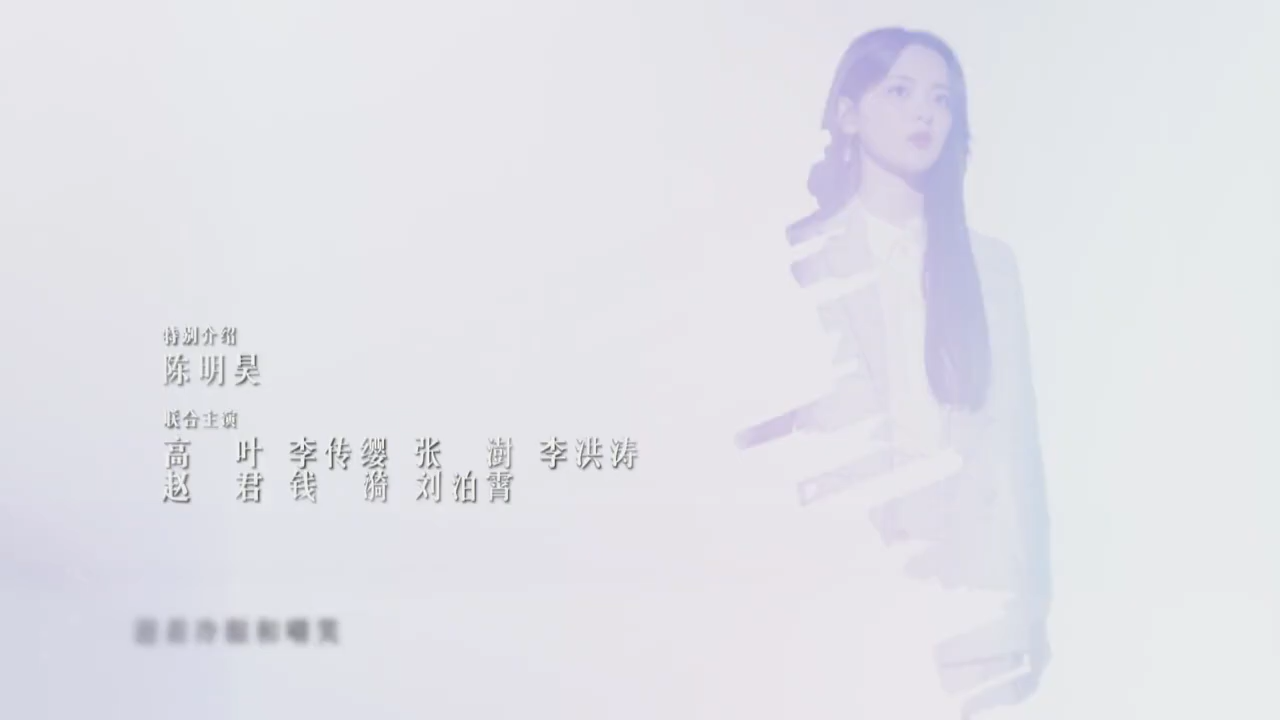 特别介绍
陈明昊
联合主演
高 叶 李传缨 张 澍 李洪涛
赵 君 钱 漪 刘泊霄